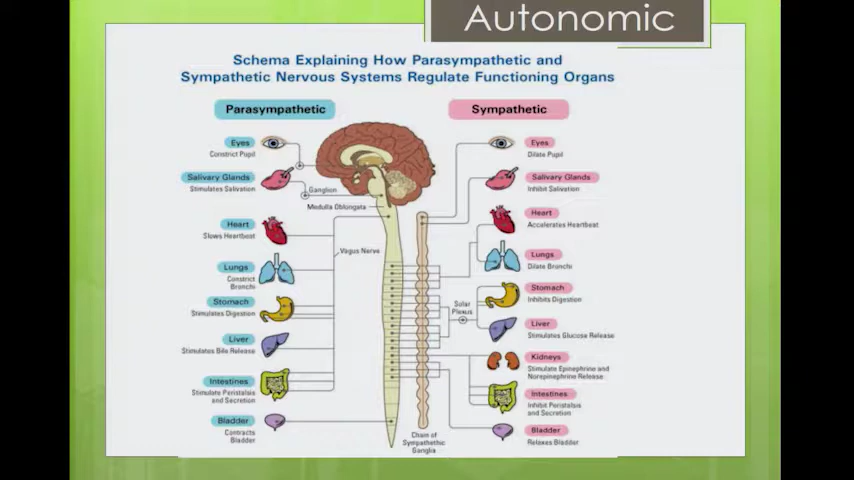 Autonomic
Schema Explaining How Parasympathetic and
Sympathetic Nervous Systems Regulate Functioning Organs
Parasympathetic
Sympathetic
Eyes
Constrict Pupil
Salivary Glands
Stimulates Salivation
Heart
Slows Heartbeat
Lungs
Constrict
Bronchi
Stomach
Stimulates Digestion
Liver
Stimulates Bile Release
Intestines
Stimulate Peristalsis
and Secretion
Bladder
Contracts
Bladder
Ganglion
Medulla Oblongata
Vagus Nerve
Solar
Plexus
Chain of
Sympathethic
Ganglia
Eyes
Dilate Pupil
Salivary Glands
Inhibit Salivation
Heart
Accelerates Heartbeat
Lungs
Dilate Bronchi
Stomach
Inhibits Digestion
Liver
Stimulates Glucose Release
Kidneys
Stimulate Epinephrine and
Norepinephrine Release
Intestines
Inhibit Peristalsis
and Secretion
Bladder
Relaxes Bladder